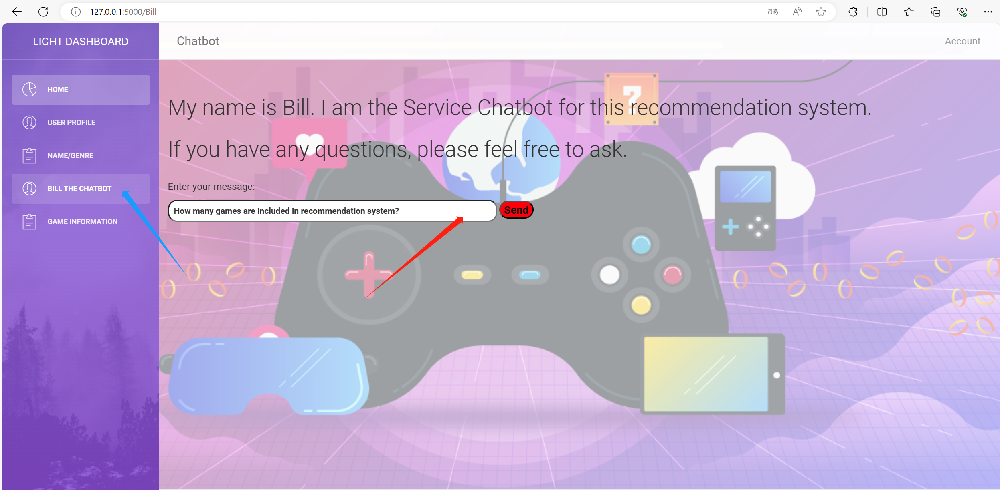 127.0.0.1:5000/Bill
aあ
LIGHT DASHBOARD
Chatbot
Account
HOME
USER PROFILE
NAME/GENRE
BILL THE CHATBOT
GAME INFORMATION
?
My name is Bill. I am the Service Chatbot for this recommendation system.
If you have any questions, please feel free to ask.
Enter your message:
How many games are included in recommendation system?
Send